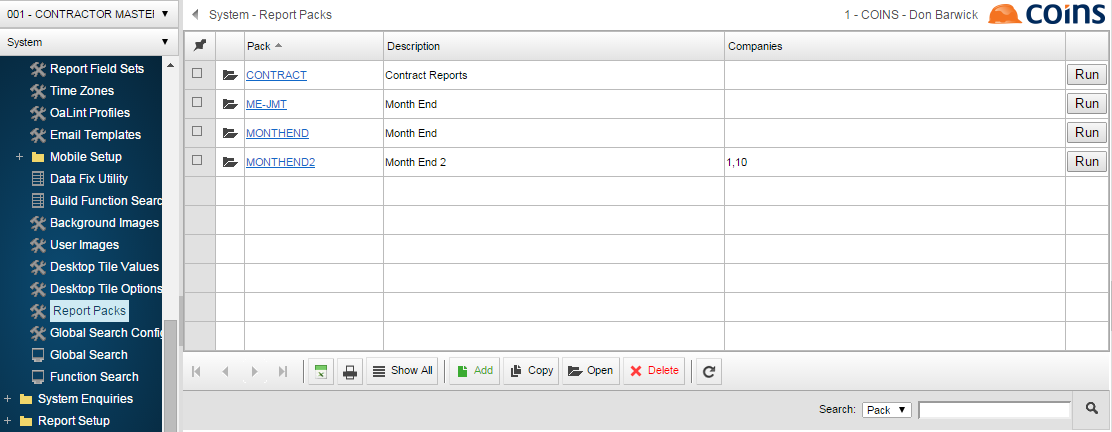 001 - CONTRACTOR MASTER
System - Report Packs
1 - COINS - Don Barwick
coins
System
Report Field Sets
Time Zones
OaLint Profiles
Email Templates
Mobile Setup
Data Fix Utility
Build Function Searc
Background Images
User Images
Desktop Tile Values
Desktop Tile Options
Report Packs
Global Search Config
Global Search
Function Search
System Enquiries
Report Setup
Pack Description Companies
CONTRACT Contract Reports Run
ME-JMT Month End Run
MONTHEND Month End Run
MONTHEND2 Month End 2 1,10 Run
Show All Add Copy Open Delete
Search: Pack